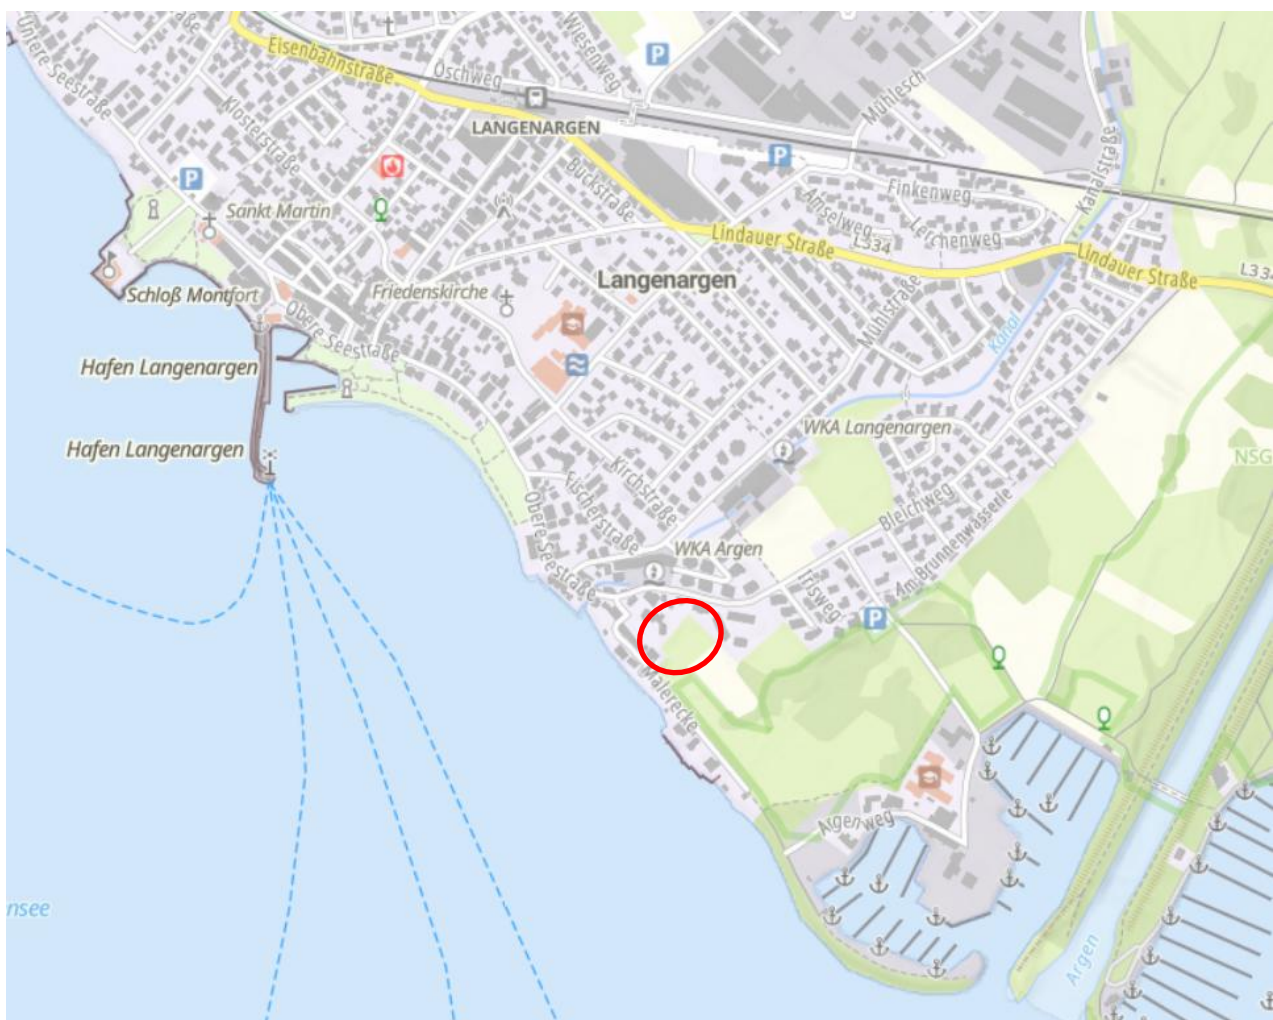 Untere Seestraße
Eisenbahnstraße
Oschweg
Wiesenweg
P
Mühlesch
LANGENARGEN
Klosterstraße
P
P
Buckstraße
Amselweg
Finkenweg
Lerchenweg
Kanalstraße
Sankt Martin
Lindauer Straße
L334
Lindauer Straße
L334
Langenargen
Schloß Montfort
Friedenskirche
Obere Seestraße
Mühlstraße
Kanal
Hafen Langenargen
Hafen Langenargen
WKA Langenargen
NSG
Kirchstraße
Fischerstraße
Obere Seestraße
Bleichweg
WKA Argen
Am Brunnenwässerle
Irisweg
P
Malerecke
Argenweg
nsee
Argen